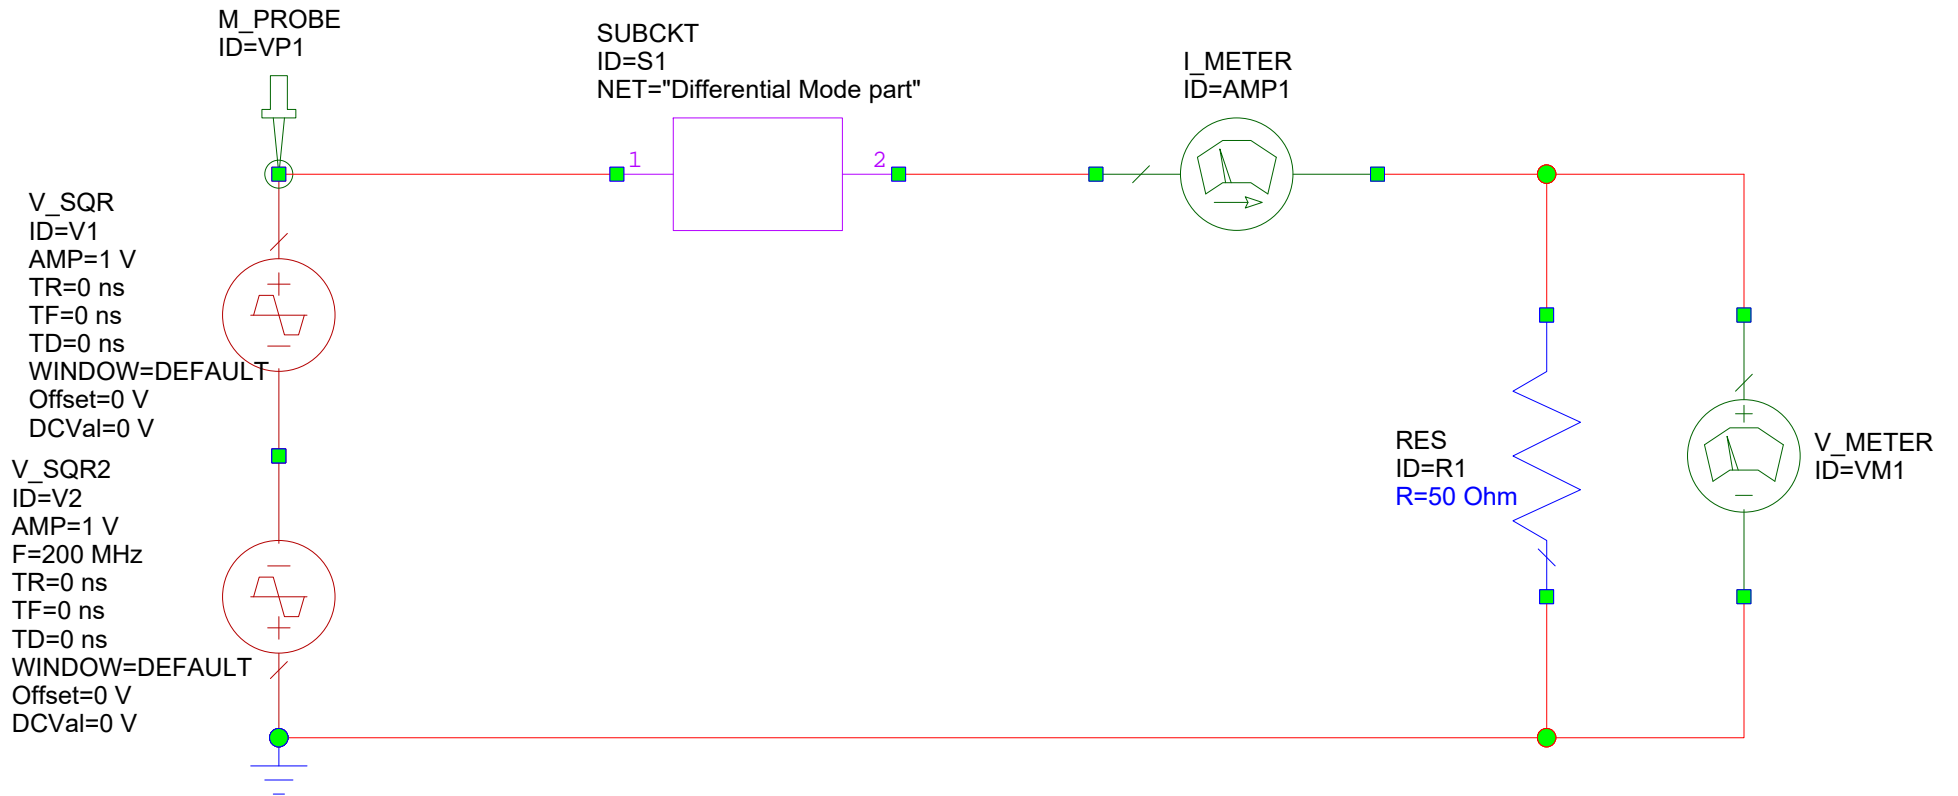 M_PROBE
ID=VP1
SUBCKT
ID=S1
NET="Differential Mode part"
I_METER
ID=AMP1
1
2
V_SQR
ID=V1
AMP=1 V
TR=0 ns
TF=0 ns
TD=0 ns
WINDOW=DEFAULT
Offset=0 V
DCVal=0 V
V_SQR2
ID=V2
AMP=1 V
F=200 MHz
TR=0 ns
TF=0 ns
TD=0 ns
WINDOW=DEFAULT
Offset=0 V
DCVal=0 V
RES
ID=R1
R=50 Ohm
V_METER
ID=VM1